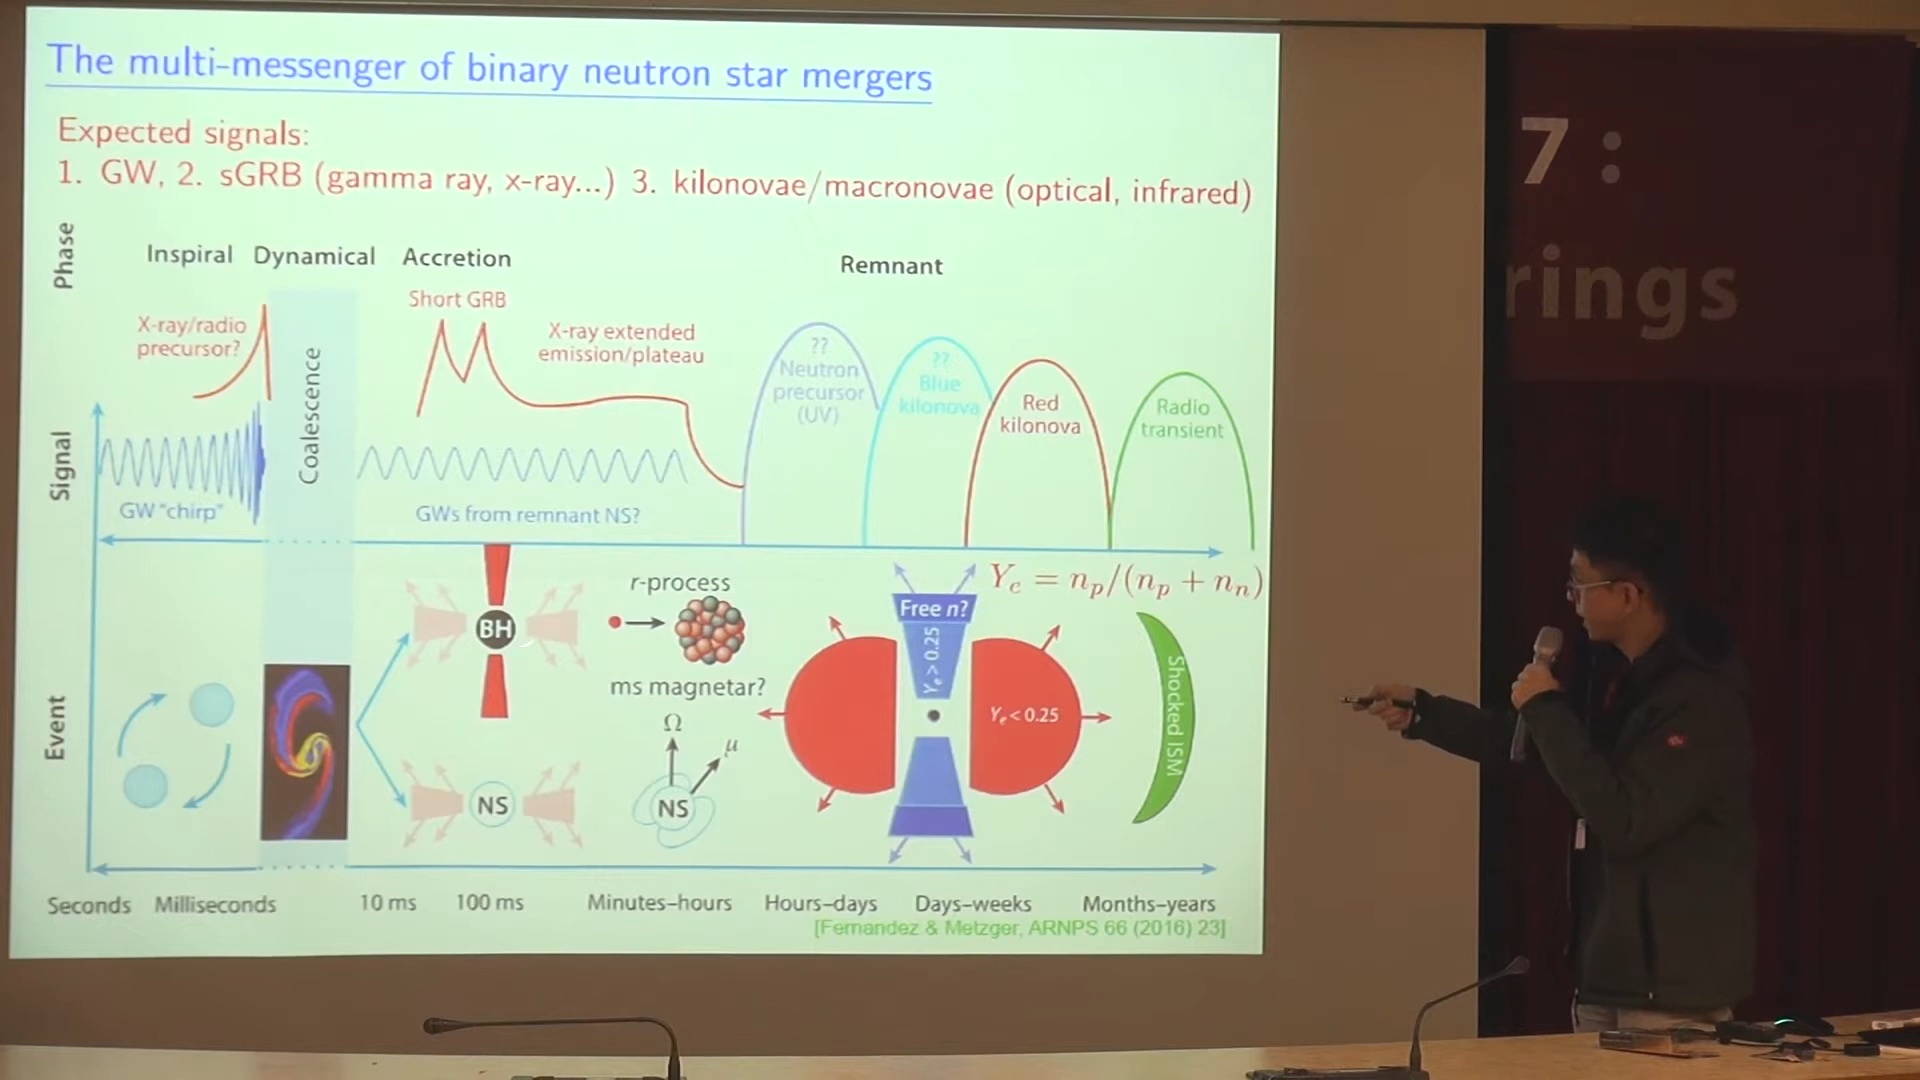 The multi-messenger of binary neutron star mergers
Expected signals:
1. GW, 2. sGRB (gamma ray, x-ray...) 3. kilonovae/macronovae (optical, infrared)
Phase
Inspiral
Dynamical
Accretion
Remnant
Signal
X-ray/radio
precursor?
GW "chirp"
Coalescence
Short GRB
X-ray extended
emission/plateau
GWs from remnant NS?
??
Neutron
precursor
(UV)
??
Blue
kilonova
Red
kilonova
Radio
transient
Event
BH
NS
r-process
ms magnetar?
Ω
μ
NS
Yₑ = nₚ/(nₚ + nₙ)
Free n?
Yₑ > 0.25
Yₑ < 0.25
Shocked ISM
Seconds
Milliseconds
10 ms
100 ms
Minutes–hours
Hours–days
Days–weeks
Months–years
[Fernandez & Metzger, ARNPS 66 (2016) 23]
7 :
rings